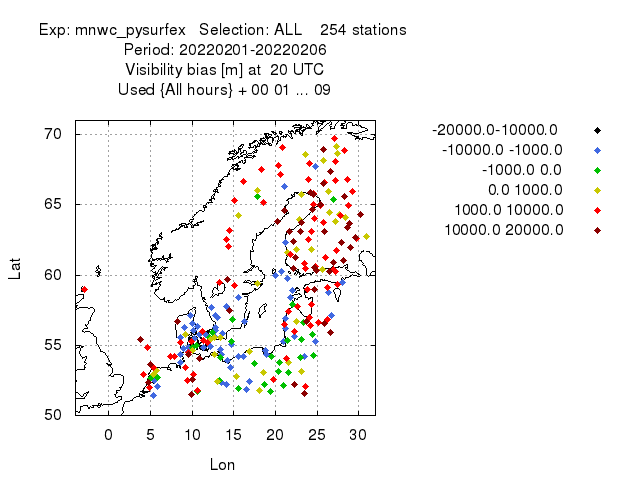 Exp: mnwc_pysurfex Selection: ALL 254 stations
Period: 20220201-20220206
Visibility bias [m] at 20 UTC
Used {All hours} + 00 01 ... 09
-20000.0-10000.0
-10000.0 -1000.0
-1000.0 0.0
0.0 1000.0
1000.0 10000.0
10000.0 20000.0
70
65
60
55
50
Lat
0 5 10 15 20 25 30
Lon